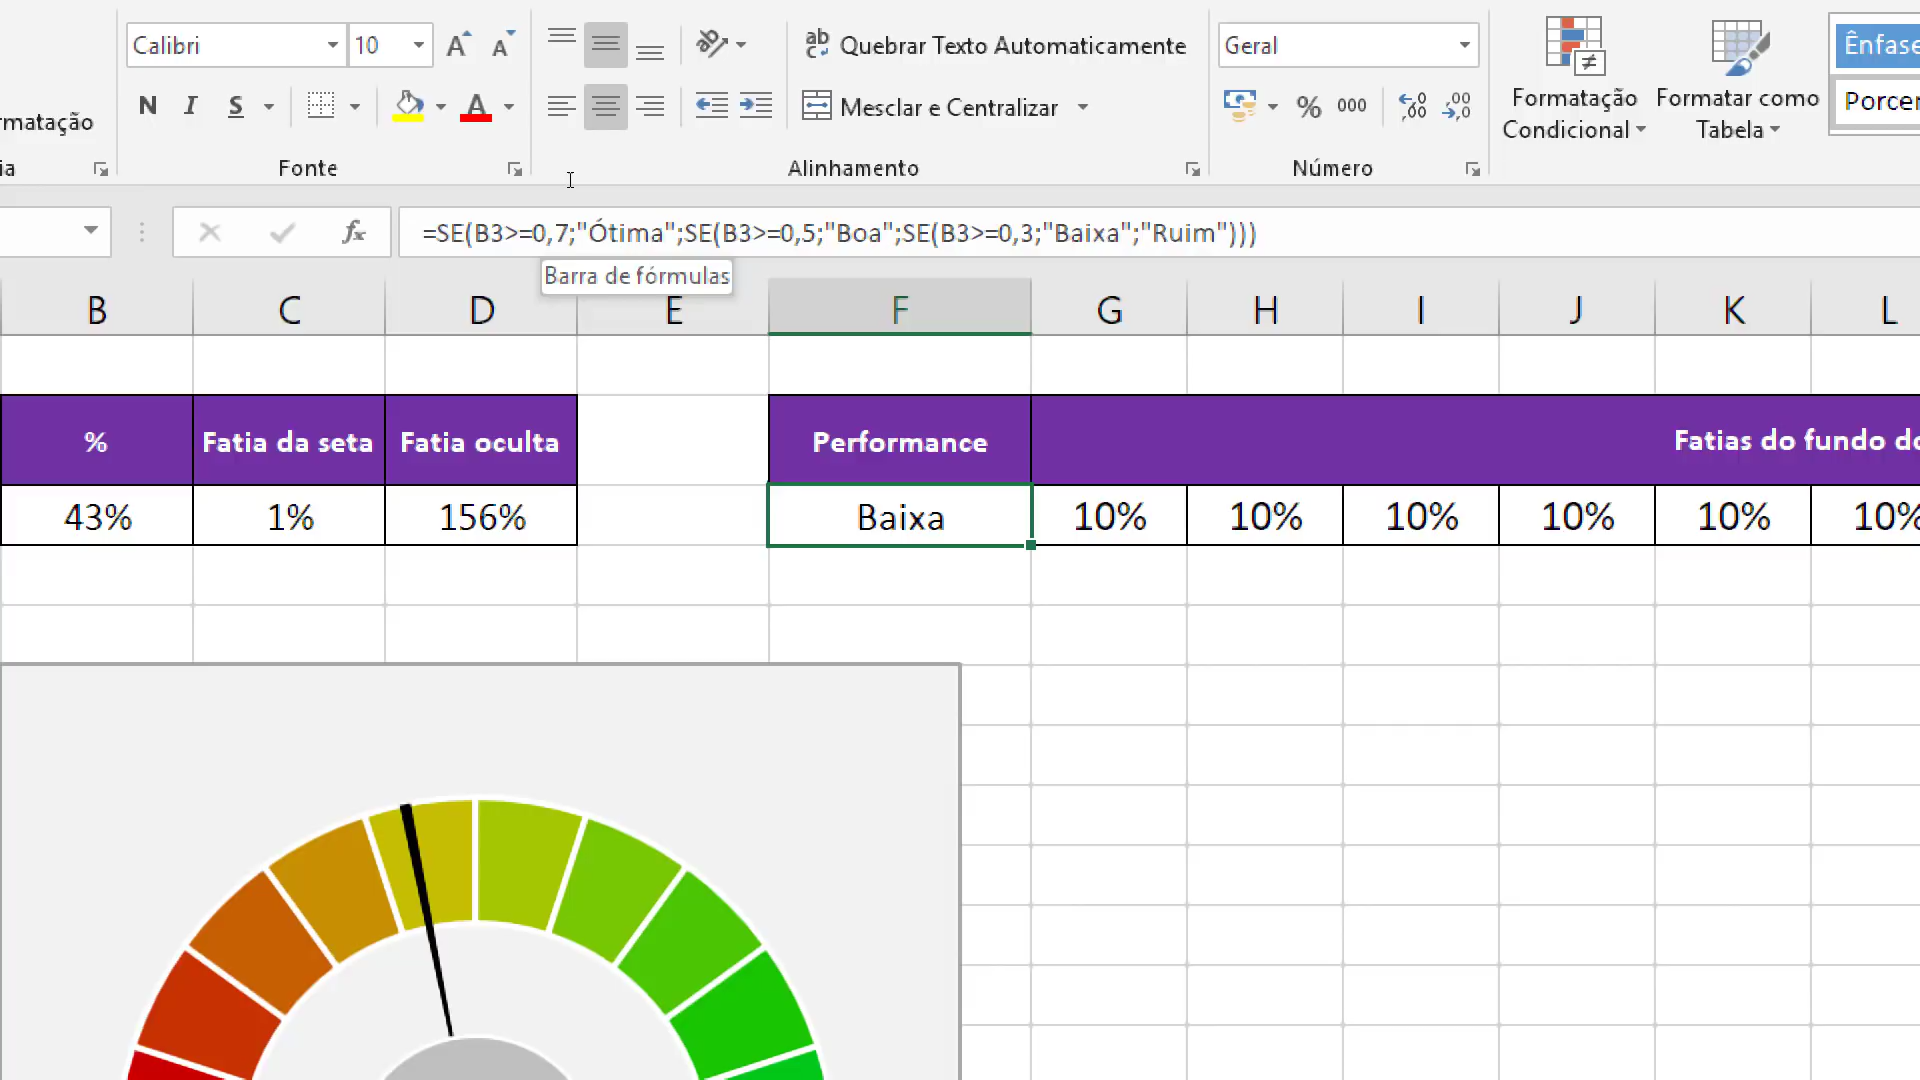 Calibri 10 Quebrar Texto Automaticamente Geral Ênfase
N I S Mesclar e Centralizar % 000 Formatação Condicional Formatar como Tabela Porcen
rmatação
ia Fonte Alinhamento Número
fx =SE(B3>=0,7;"Ótima";SE(B3>=0,5;"Boa";SE(B3>=0,3;"Baixa";"Ruim")))
Barra de fórmulas
B C D E F G H I J K L
% Fatia da seta Fatia oculta Performance Fatias do fundo do
43% 1% 156% Baixa 10% 10% 10% 10% 10% 10%